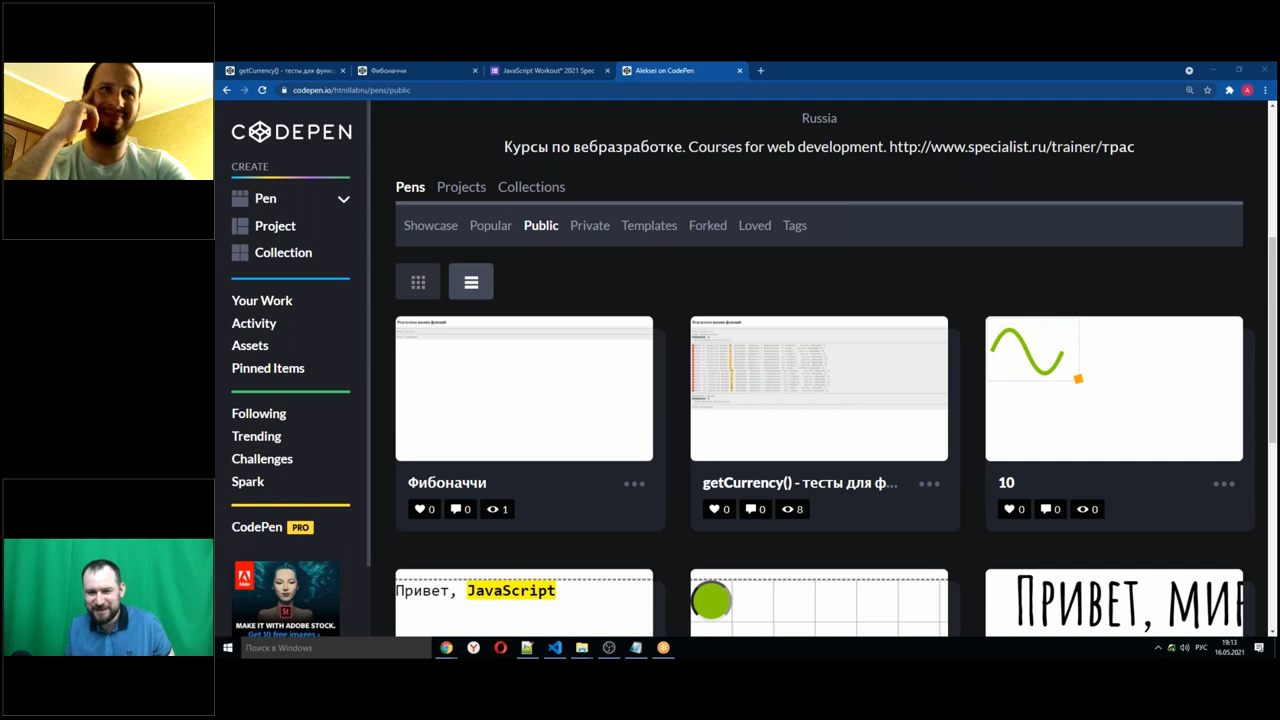 getCurrency() - тесты для функц
Фибоначчи
JavaScript Workout° 2021 Spec
Aleksei on CodePen
codepen.io/htmllabru/pens/public
A
CODEPEN
CREATE
Pen
Project
Collection
Your Work
Activity
Assets
Pinned Items
Following
Trending
Challenges
Spark
CodePen PRO
Adobe
St
MAKE IT WITH ADOBE STOCK.
Get 10 free images ›
Russia
Курсы по вебразработке. Courses for web development. http://www.specialist.ru/trainer/трас
Pens Projects Collections
Showcase Popular Public Private Templates Forked Loved Tags
Фибоначчи
0 0 1
getCurrency() - тесты для ф...
0 0 8
10
0 0 0
Привет, JavaScript
Привет, мир
Поиск в Windows
РУС
19:13
16.05.2021